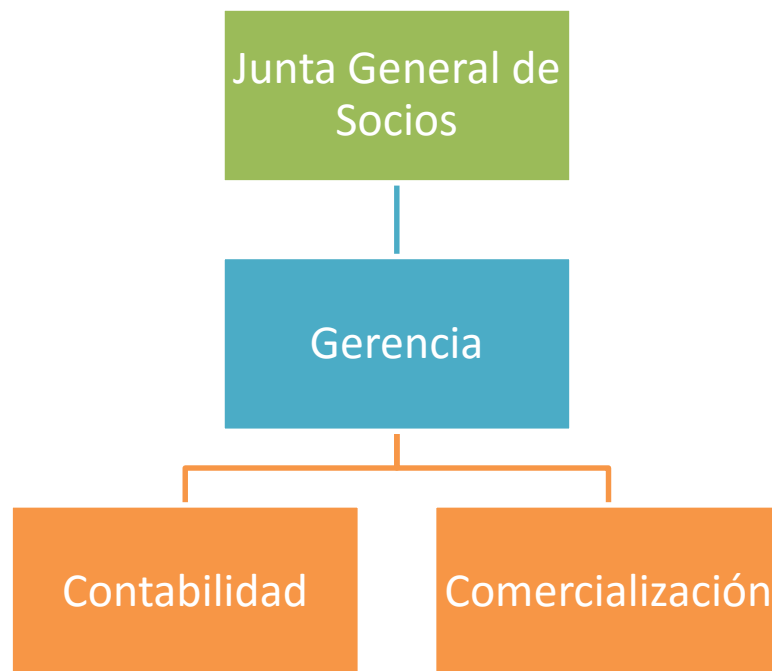 Junta General de
Socios
Gerencia
Contabilidad
Comercialización